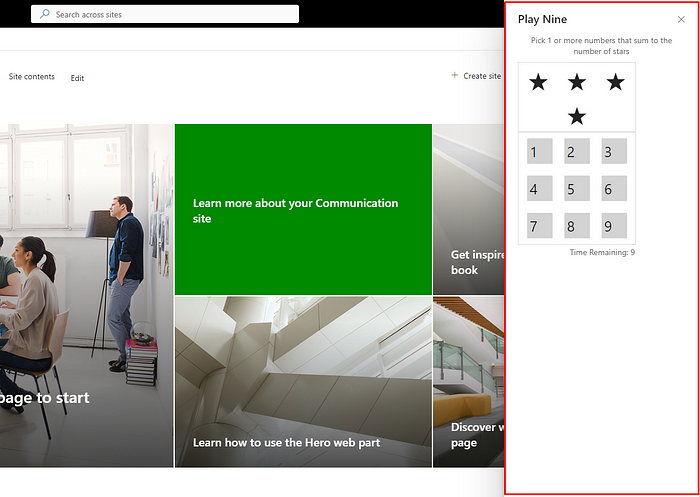 Search across sites
Site contents
Edit
+ Create site
Learn more about your Communication
site
Get inspire
book
page to start
Learn how to use the Hero web part
Discover w
page
Play Nine
Pick 1 or more numbers that sum to the
number of stars
1 2 3
4 5 6
7 8 9
Time Remaining: 9